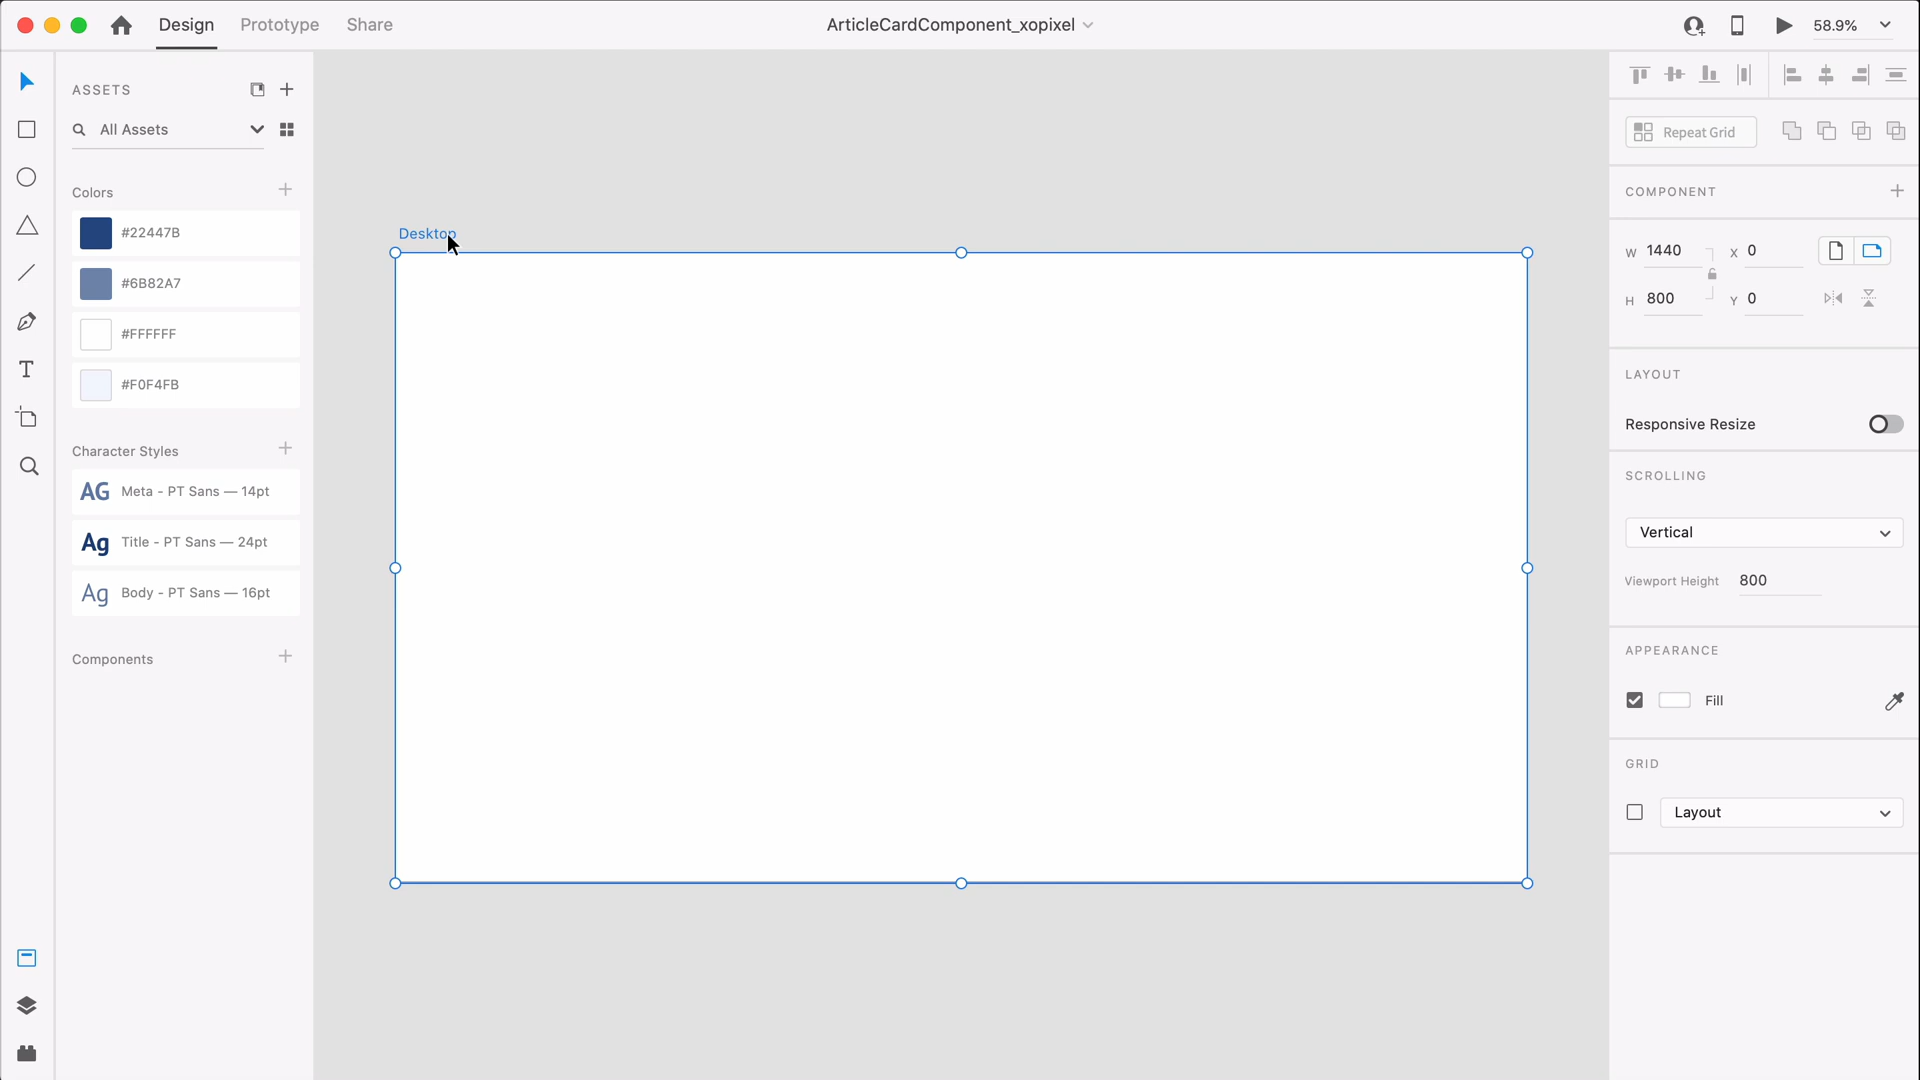 Design Prototype Share
ArticleCardComponent_xopixel
58.9%
ASSETS
All Assets
Colors
#22447B
#6B82A7
#FFFFFF
#F0F4FB
Character Styles
AG Meta - PT Sans — 14pt
Ag Title - PT Sans — 24pt
Ag Body - PT Sans — 16pt
Components
Desktop
Repeat Grid
COMPONENT
W 1440 X 0
H 800 Y 0
LAYOUT
Responsive Resize
SCROLLING
Vertical
Viewport Height 800
APPEARANCE
Fill
GRID
Layout